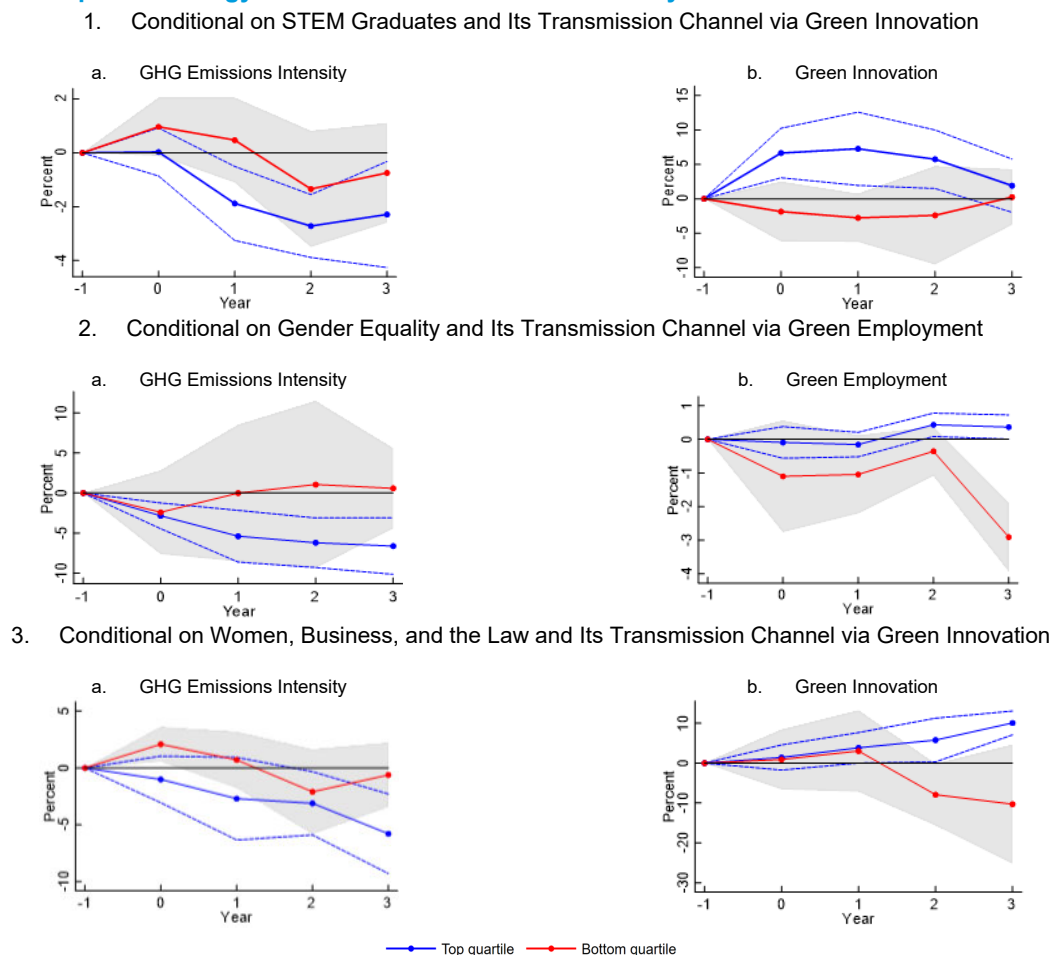 1. Conditional on STEM Graduates and Its Transmission Channel via Green Innovation
a. GHG Emissions Intensity
b. Green Innovation
2
0
-2
-4
Percent
-1 0 1 2 3
Year
15
10
5
0
-5
-10
Percent
-1 0 1 2 3
Year
2. Conditional on Gender Equality and Its Transmission Channel via Green Employment
a. GHG Emissions Intensity
b. Green Employment
10
5
0
-5
-10
Percent
-1 0 1 2 3
Year
1
0
-1
-2
-3
-4
Percent
-1 0 1 2 3
Year
3. Conditional on Women, Business, and the Law and Its Transmission Channel via Green Innovation
a. GHG Emissions Intensity
b. Green Innovation
5
0
-5
-10
Percent
-1 0 1 2 3
Year
10
0
-10
-20
-30
Percent
-1 0 1 2 3
Year
Top quartile Bottom quartile